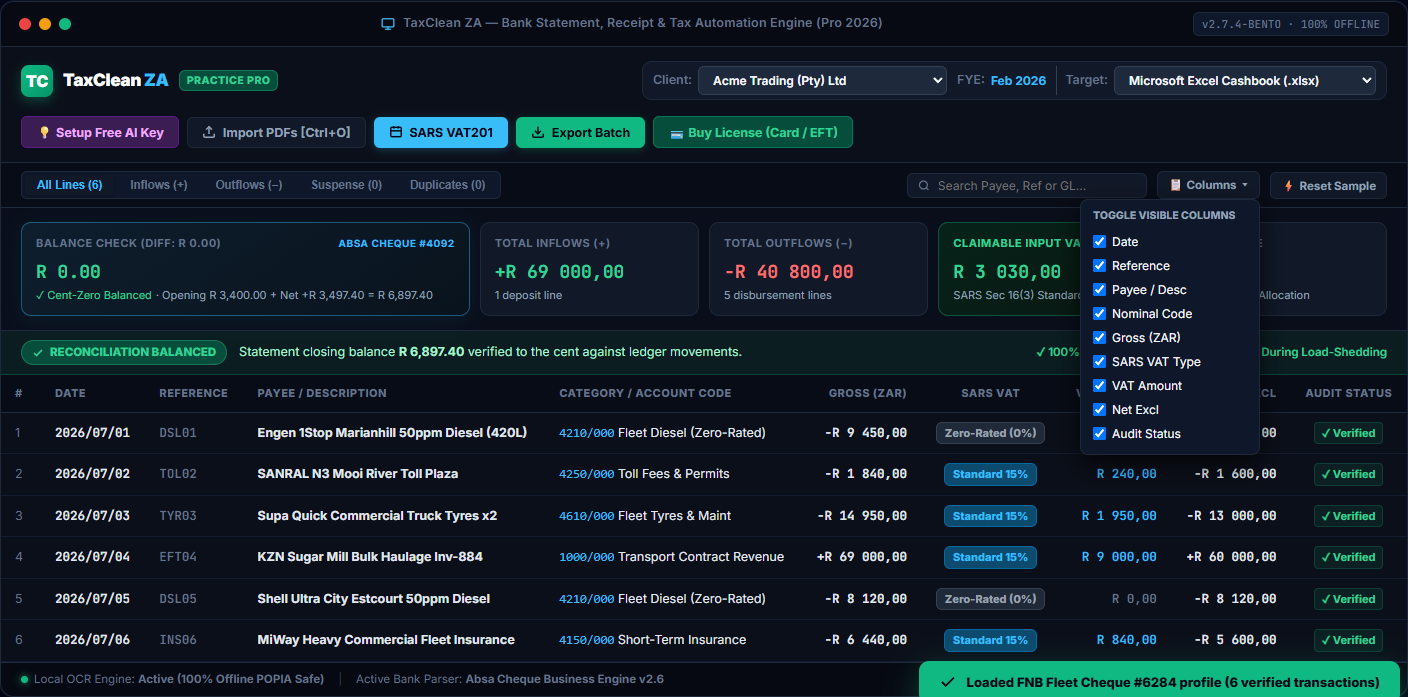 TaxClean ZA — Bank Statement, Receipt & Tax Automation Engine (Pro 2026)
v2.7.4-BENTO · 100% OFFLINE
TC TaxClean ZA PRACTICE PRO
Client: Acme Trading (Pty) Ltd FYE: Feb 2026 Target: Microsoft Excel Cashbook (.xlsx)
Setup Free AI Key Import PDFs [Ctrl+O] SARS VAT201 Export Batch Buy License (Card / EFT)
All Lines (6) Inflows (+) Outflows (−) Suspense (0) Duplicates (0)
Search Payee, Ref or GL... Columns ▾ Reset Sample
TOGGLE VISIBLE COLUMNS
Date
Reference
Payee / Desc
Nominal Code
Gross (ZAR)
SARS VAT Type
VAT Amount
Net Excl
Audit Status
BALANCE CHECK (DIFF: R 0.00) ABSA CHEQUE #4092
R 0.00
✓ Cent-Zero Balanced · Opening R 3,400.00 + Net +R 3,497.40 = R 6,897.40
TOTAL INFLOWS (+)
+R 69 000,00
1 deposit line
TOTAL OUTFLOWS (−)
-R 40 800,00
5 disbursement lines
CLAIMABLE INPUT VA
R 3 030,00
SARS Sec 16(3) Standard
Allocation
✓ RECONCILIATION BALANCED Statement closing balance R 6,897.40 verified to the cent against ledger movements. ✓ 100% During Load-Shedding
# DATE REFERENCE PAYEE / DESCRIPTION CATEGORY / ACCOUNT CODE GROSS (ZAR) SARS VAT V CL AUDIT STATUS
1 2026/07/01 DSL01 Engen 1Stop Marianhill 50ppm Diesel (420L) 4210/000 Fleet Diesel (Zero-Rated) -R 9 450,00 Zero-Rated (0%) 00 ✓ Verified
2 2026/07/02 TOL02 SANRAL N3 Mooi River Toll Plaza 4250/000 Toll Fees & Permits -R 1 840,00 Standard 15% R 240,00 -R 1 600,00 ✓ Verified
3 2026/07/03 TYR03 Supa Quick Commercial Truck Tyres x2 4610/000 Fleet Tyres & Maint -R 14 950,00 Standard 15% R 1 950,00 -R 13 000,00 ✓ Verified
4 2026/07/04 EFT04 KZN Sugar Mill Bulk Haulage Inv-884 1000/000 Transport Contract Revenue +R 69 000,00 Standard 15% R 9 000,00 +R 60 000,00 ✓ Verified
5 2026/07/05 DSL05 Shell Ultra City Estcourt 50ppm Diesel 4210/000 Fleet Diesel (Zero-Rated) -R 8 120,00 Zero-Rated (0%) R 0,00 -R 8 120,00 ✓ Verified
6 2026/07/06 INS06 MiWay Heavy Commercial Fleet Insurance 4150/000 Short-Term Insurance -R 6 440,00 Standard 15% R 840,00 -R 5 600,00 ✓ Verified
Local OCR Engine: Active (100% Offline POPIA Safe) Active Bank Parser: Absa Cheque Business Engine v2.6
✓ Loaded FNB Fleet Cheque #6284 profile (6 verified transactions)